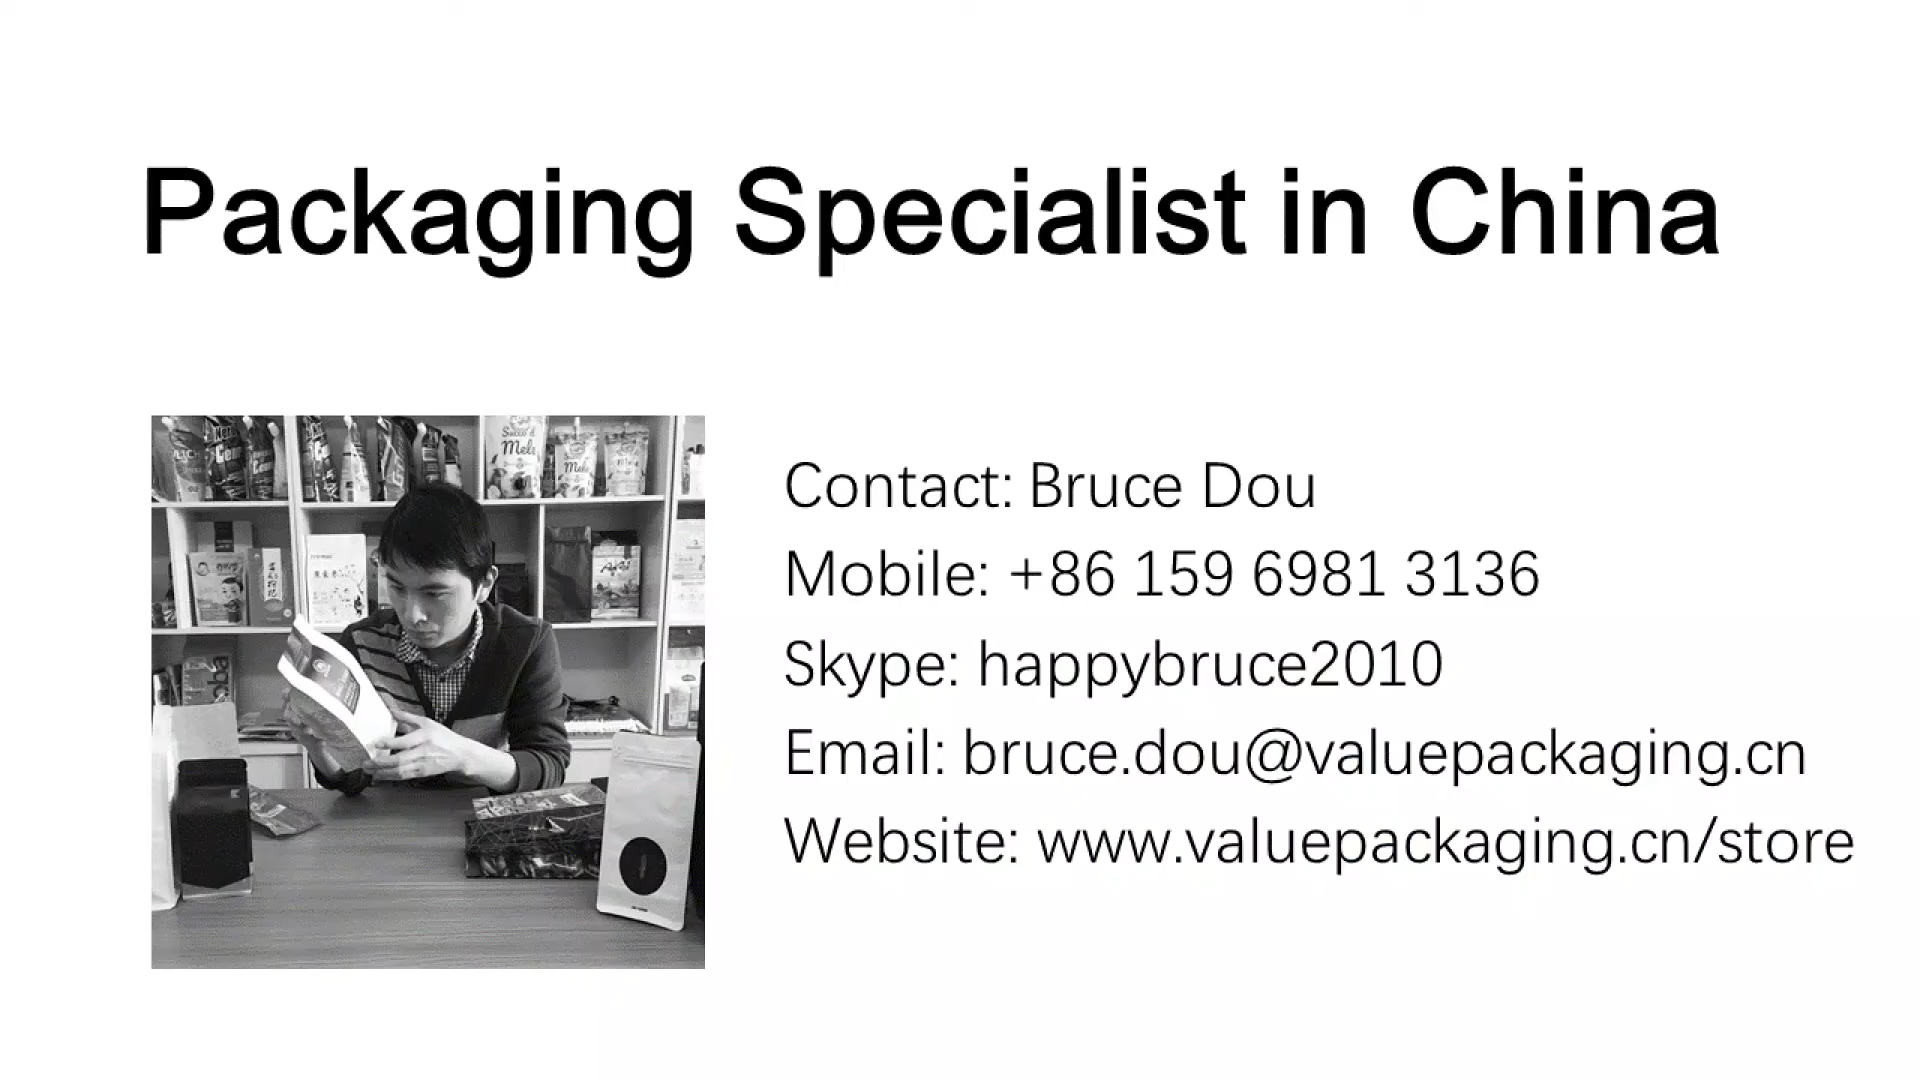 Packaging Specialist in China
Contact: Bruce Dou
Mobile: +86 159 6981 3136
Skype: happybruce2010
Email: bruce.dou@valuepackaging.cn
Website: www.valuepackaging.cn/store
Mela